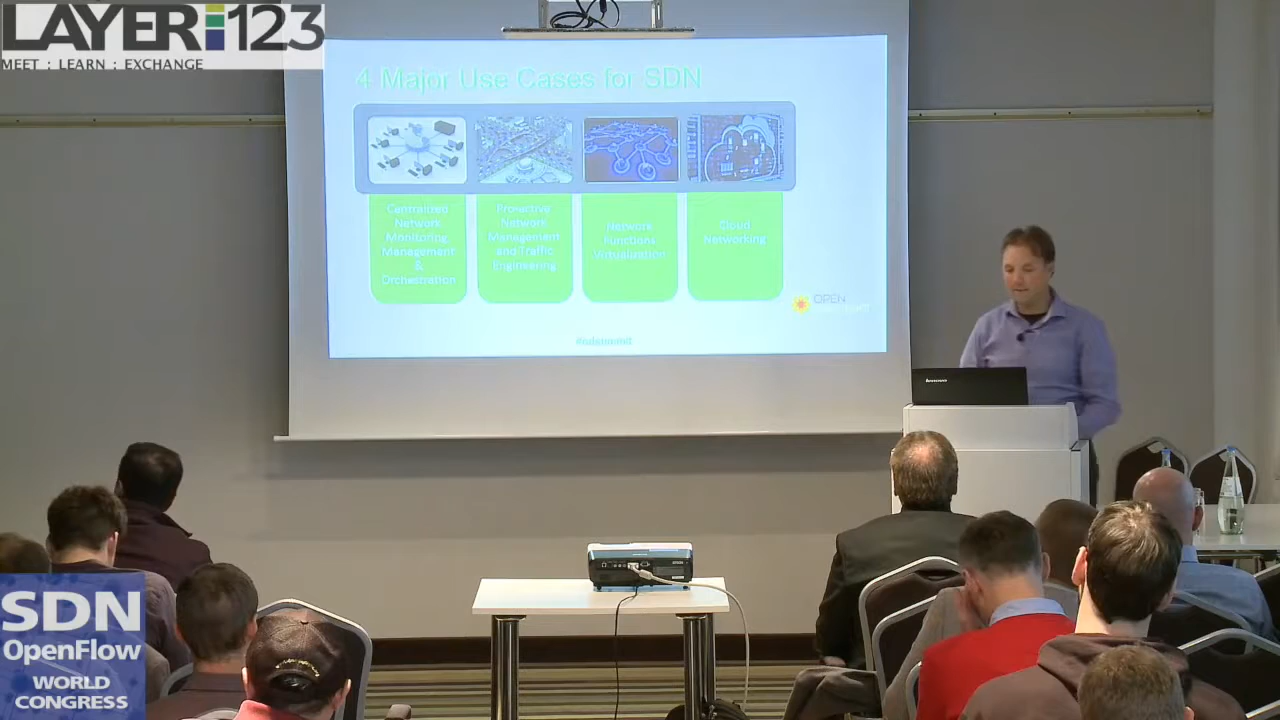 LAYER123
MEET : LEARN : EXCHANGE
4 Major Use Cases for SDN
Centralized
Network
Monitoring,
Management
&
Orchestration
Proactive
Network
Management
and Traffic
Engineering
Network
Functions
Virtualization
Cloud
Networking
OPEN
#odsummit
lenovo
SDN
OpenFlow
WORLD
CONGRESS